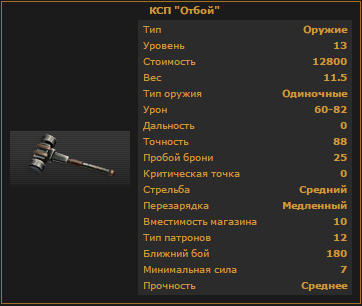 КСП "Отбой"
Тип Оружие
Уровень 13
Стоимость 12800
Вес 11.5
Тип оружия Одиночные
Урон 60-82
Дальность 0
Точность 88
Пробой брони 25
Критическая точка 0
Стрельба Средний
Перезарядка Медленный
Вместимость магазина 10
Тип патронов 12
Ближний бой 180
Минимальная сила 7
Прочность Среднее